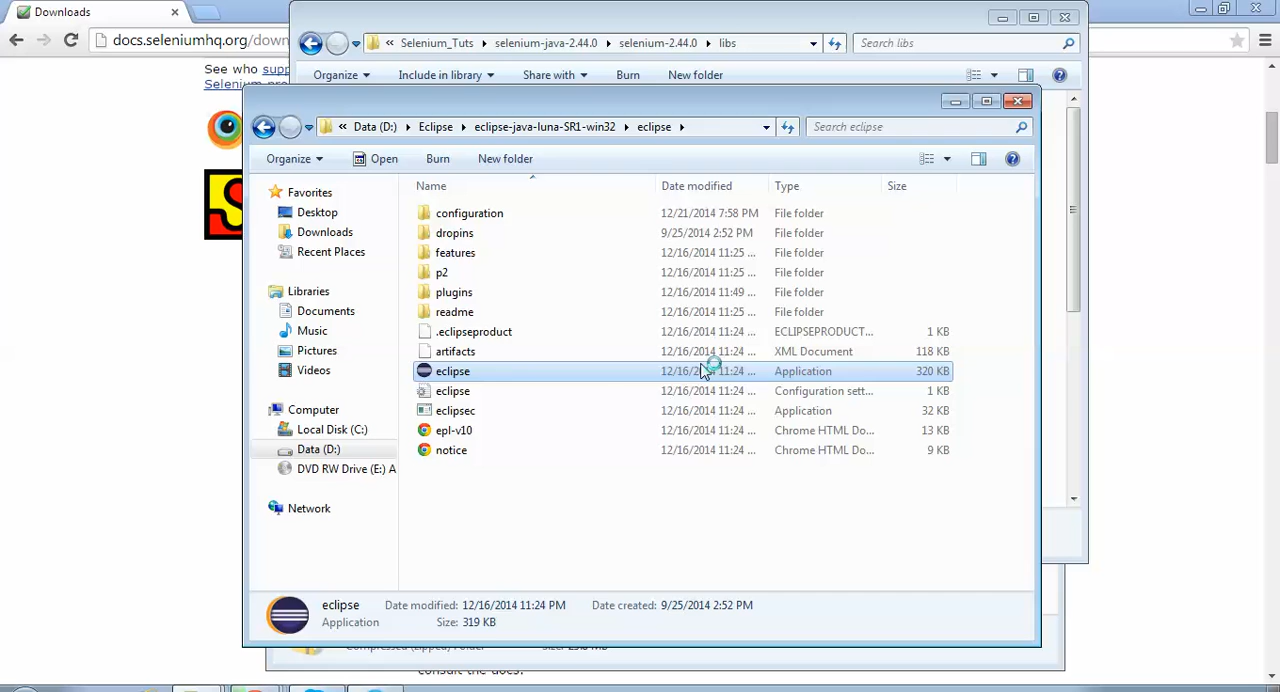 Downloads
docs.seleniumhq.org/down
See who supp
Selenium pro
« Selenium_Tuts selenium-java-2.44.0 selenium-2.44.0 libs
Search libs
Organize Include in library Share with Burn New folder
« Data (D:) Eclipse eclipse-java-luna-SR1-win32 eclipse
Search eclipse
Organize Open Burn New folder
Name Date modified Type Size
Favorites
Desktop
Downloads
Recent Places
Libraries
Documents
Music
Pictures
Videos
Computer
Local Disk (C:)
Data (D:)
DVD RW Drive (E:) A
Network
configuration 12/21/2014 7:58 PM File folder
dropins 9/25/2014 2:52 PM File folder
features 12/16/2014 11:25 ... File folder
p2 12/16/2014 11:25 ... File folder
plugins 12/16/2014 11:49 ... File folder
readme 12/16/2014 11:25 ... File folder
.eclipseproduct 12/16/2014 11:24 ... ECLIPSEPRODUCT... 1 KB
artifacts 12/16/2014 11:24 ... XML Document 118 KB
eclipse 12/16/2014 11:24 ... Application 320 KB
eclipse 12/16/2014 11:24 ... Configuration sett... 1 KB
eclipsec 12/16/2014 11:24 ... Application 32 KB
epl-v10 12/16/2014 11:24 ... Chrome HTML Do... 13 KB
notice 12/16/2014 11:24 ... Chrome HTML Do... 9 KB
eclipse Date modified: 12/16/2014 11:24 PM Date created: 9/25/2014 2:52 PM
Application Size: 319 KB
consult the docs.